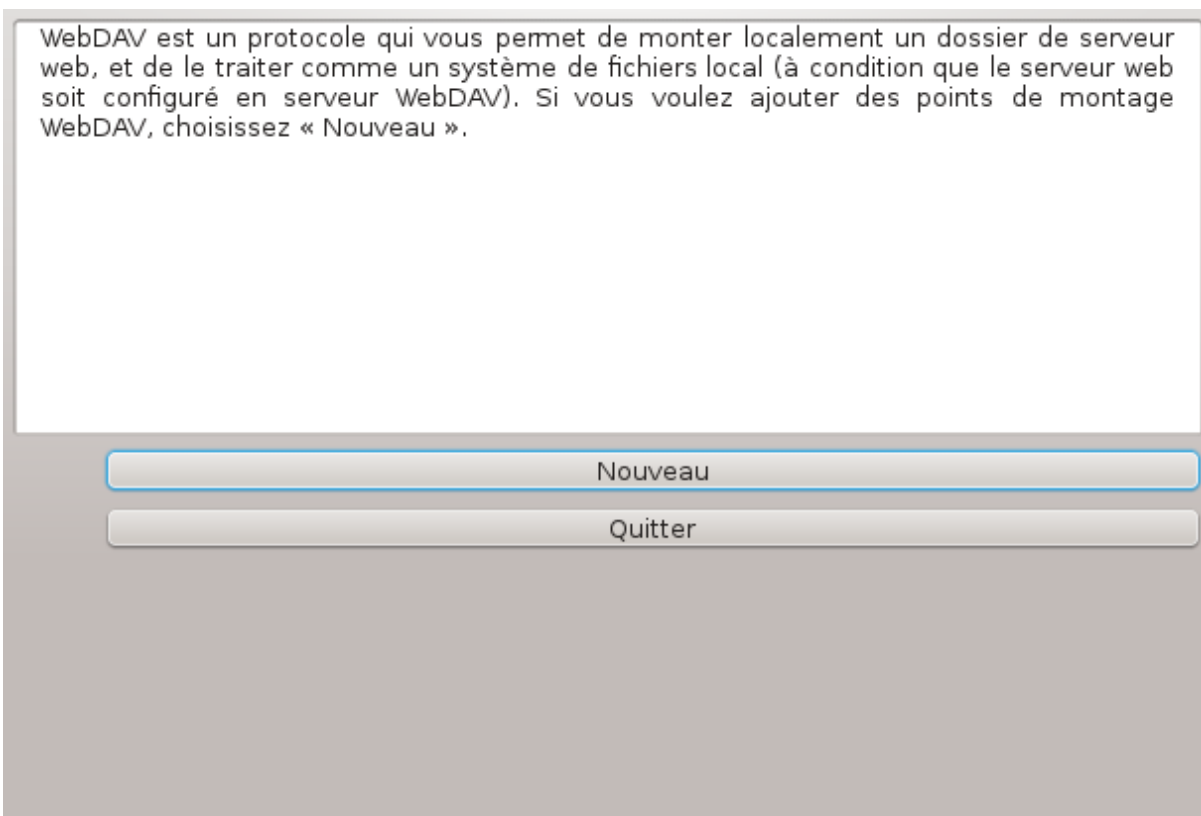 WebDAV est un protocole qui vous permet de monter localement un dossier de serveur
web, et de le traiter comme un système de fichiers local (à condition que le serveur web
soit configuré en serveur WebDAV). Si vous voulez ajouter des points de montage
WebDAV, choisissez « Nouveau ».
Nouveau
Quitter